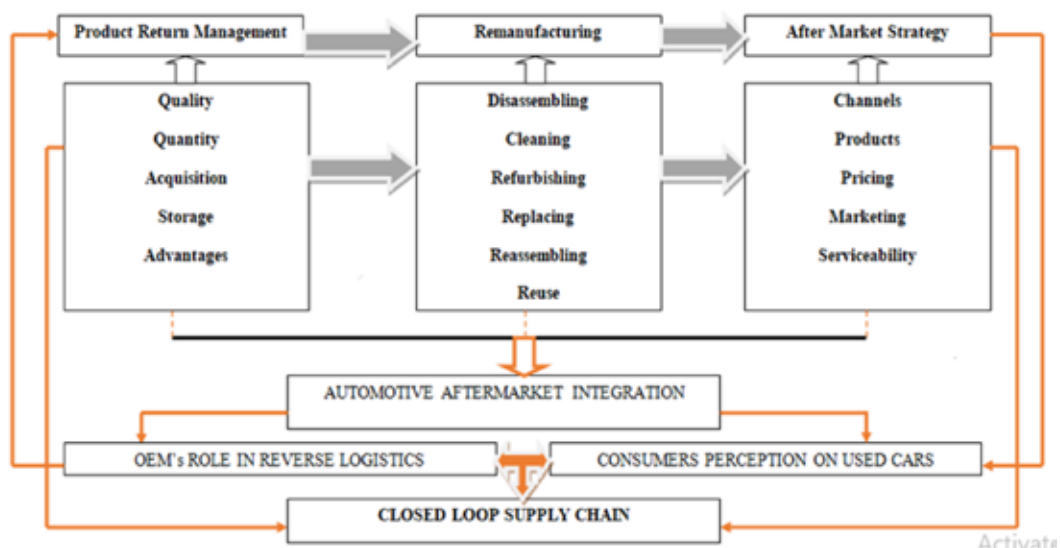 Product Return Management
Remanufacturing
After Market Strategy
Quality
Quantity
Acquisition
Storage
Advantages
Disassembling
Cleaning
Refurbishing
Replacing
Reassembling
Reuse
Channels
Products
Pricing
Marketing
Serviceability
AUTOMOTIVE AFTERMARKET INTEGRATION
OEM's ROLE IN REVERSE LOGISTICS
CONSUMERS PERCEPTION ON USED CARS
CLOSED LOOP SUPPLY CHAIN
Activate